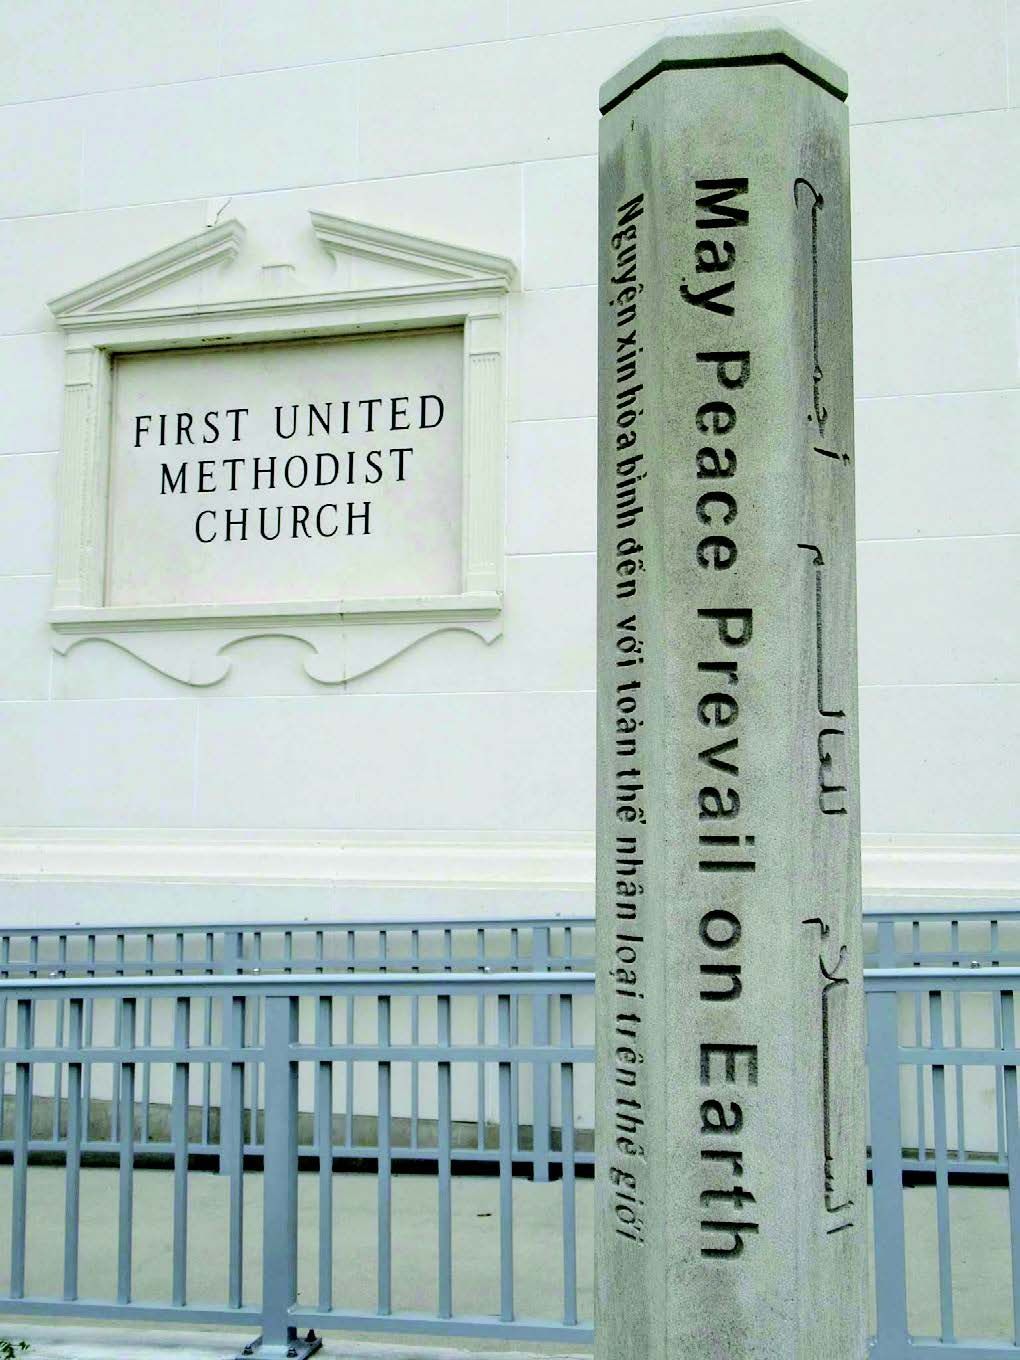 FIRST UNITED
METHODIST
CHURCH
Nguyện xin hòa bình đến với toàn thể nhân loại trên thế giới
May Peace Prevail on Earth
السلام للعالم أجمع